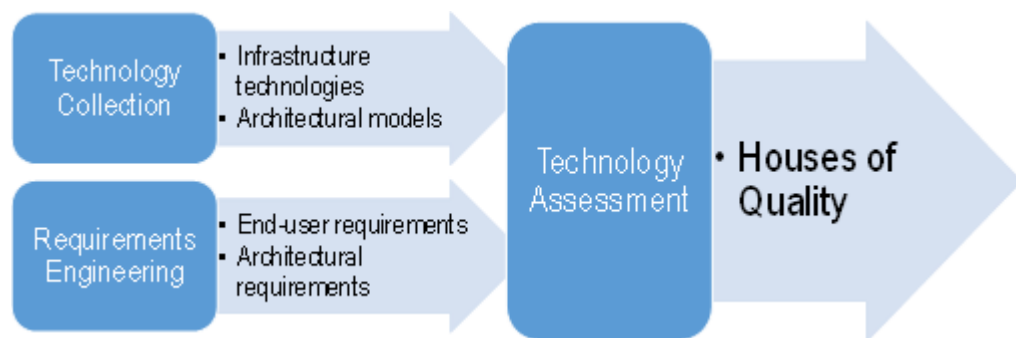 Technology
Collection
• Infrastructure
technologies
• Architectural models
Requirements
Engineering
• End-user requirements
• Architectural
requirements
Technology
Assessment
• Houses of
Quality